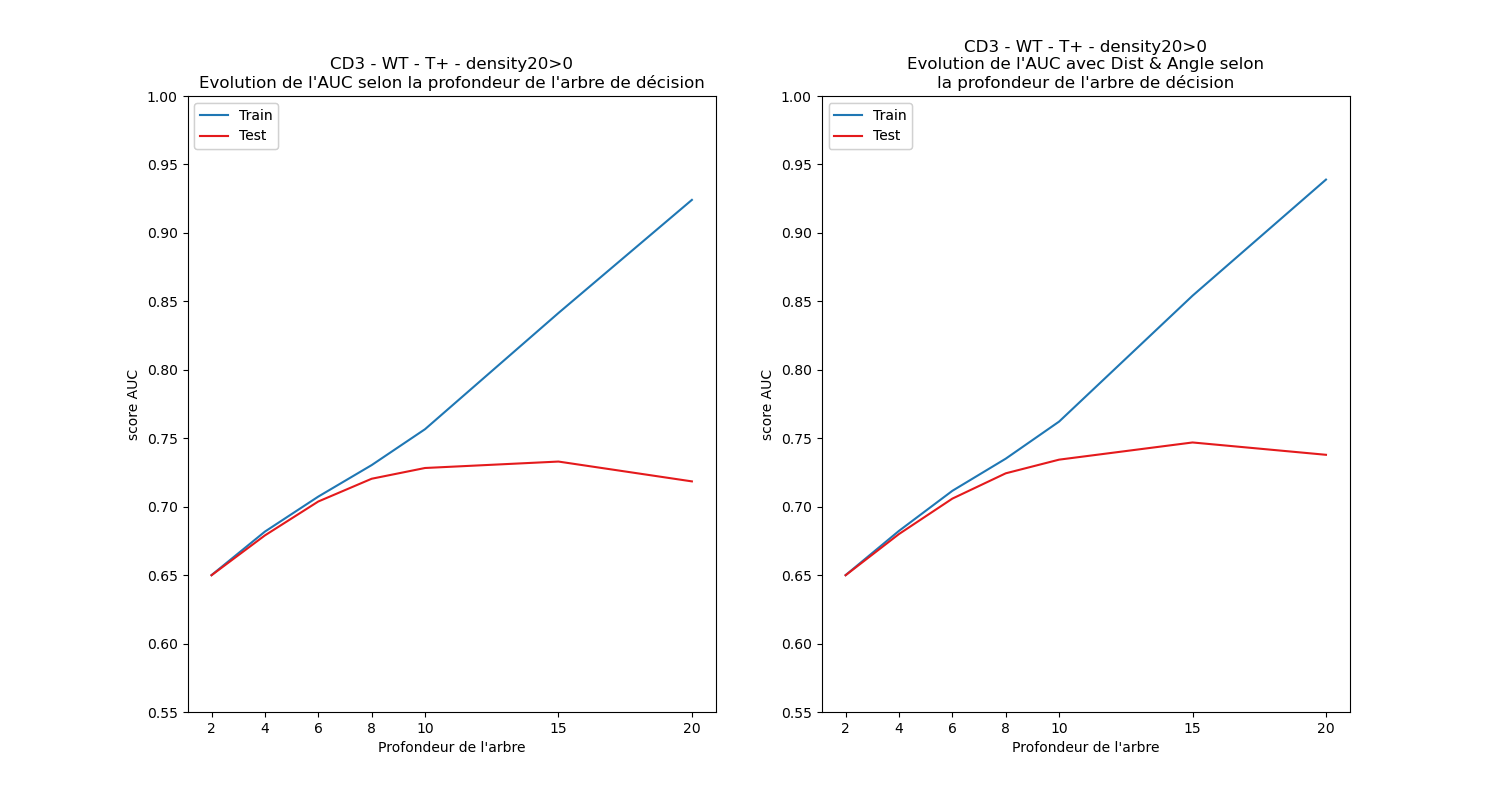 CD3 - WT - T+ - density20>0
Evolution de l'AUC selon la profondeur de l'arbre de décision
1.00
0.95
0.90
0.85
0.80
0.75
0.70
0.65
0.60
0.55
score AUC
Train
Test
2 4 6 8 10 15 20
Profondeur de l'arbre
CD3 - WT - T+ - density20>0
Evolution de l'AUC avec Dist & Angle selon
la profondeur de l'arbre de décision
1.00
0.95
0.90
0.85
0.80
0.75
0.70
0.65
0.60
0.55
score AUC
Train
Test
2 4 6 8 10 15 20
Profondeur de l'arbre